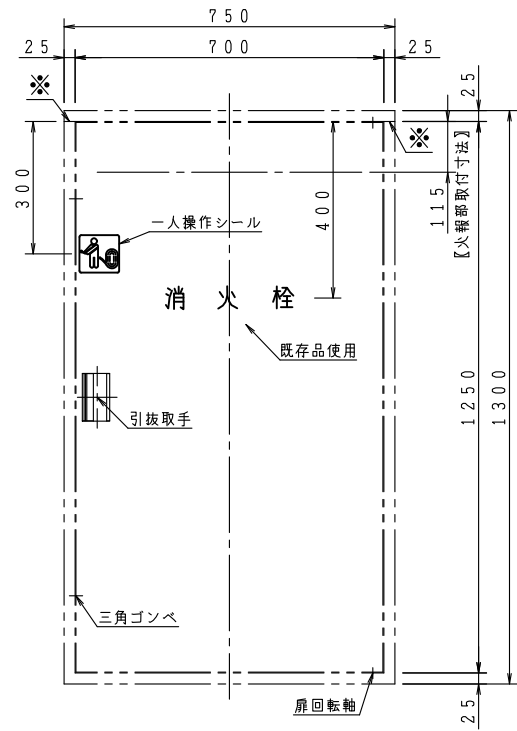 750
25 700 25
※
25
※
300
400
115
〖火報部取付寸法〗
一人操作シール
消火栓
既存品使用
1250
1300
引抜取手
三角ゴンベ
扉回転軸
25